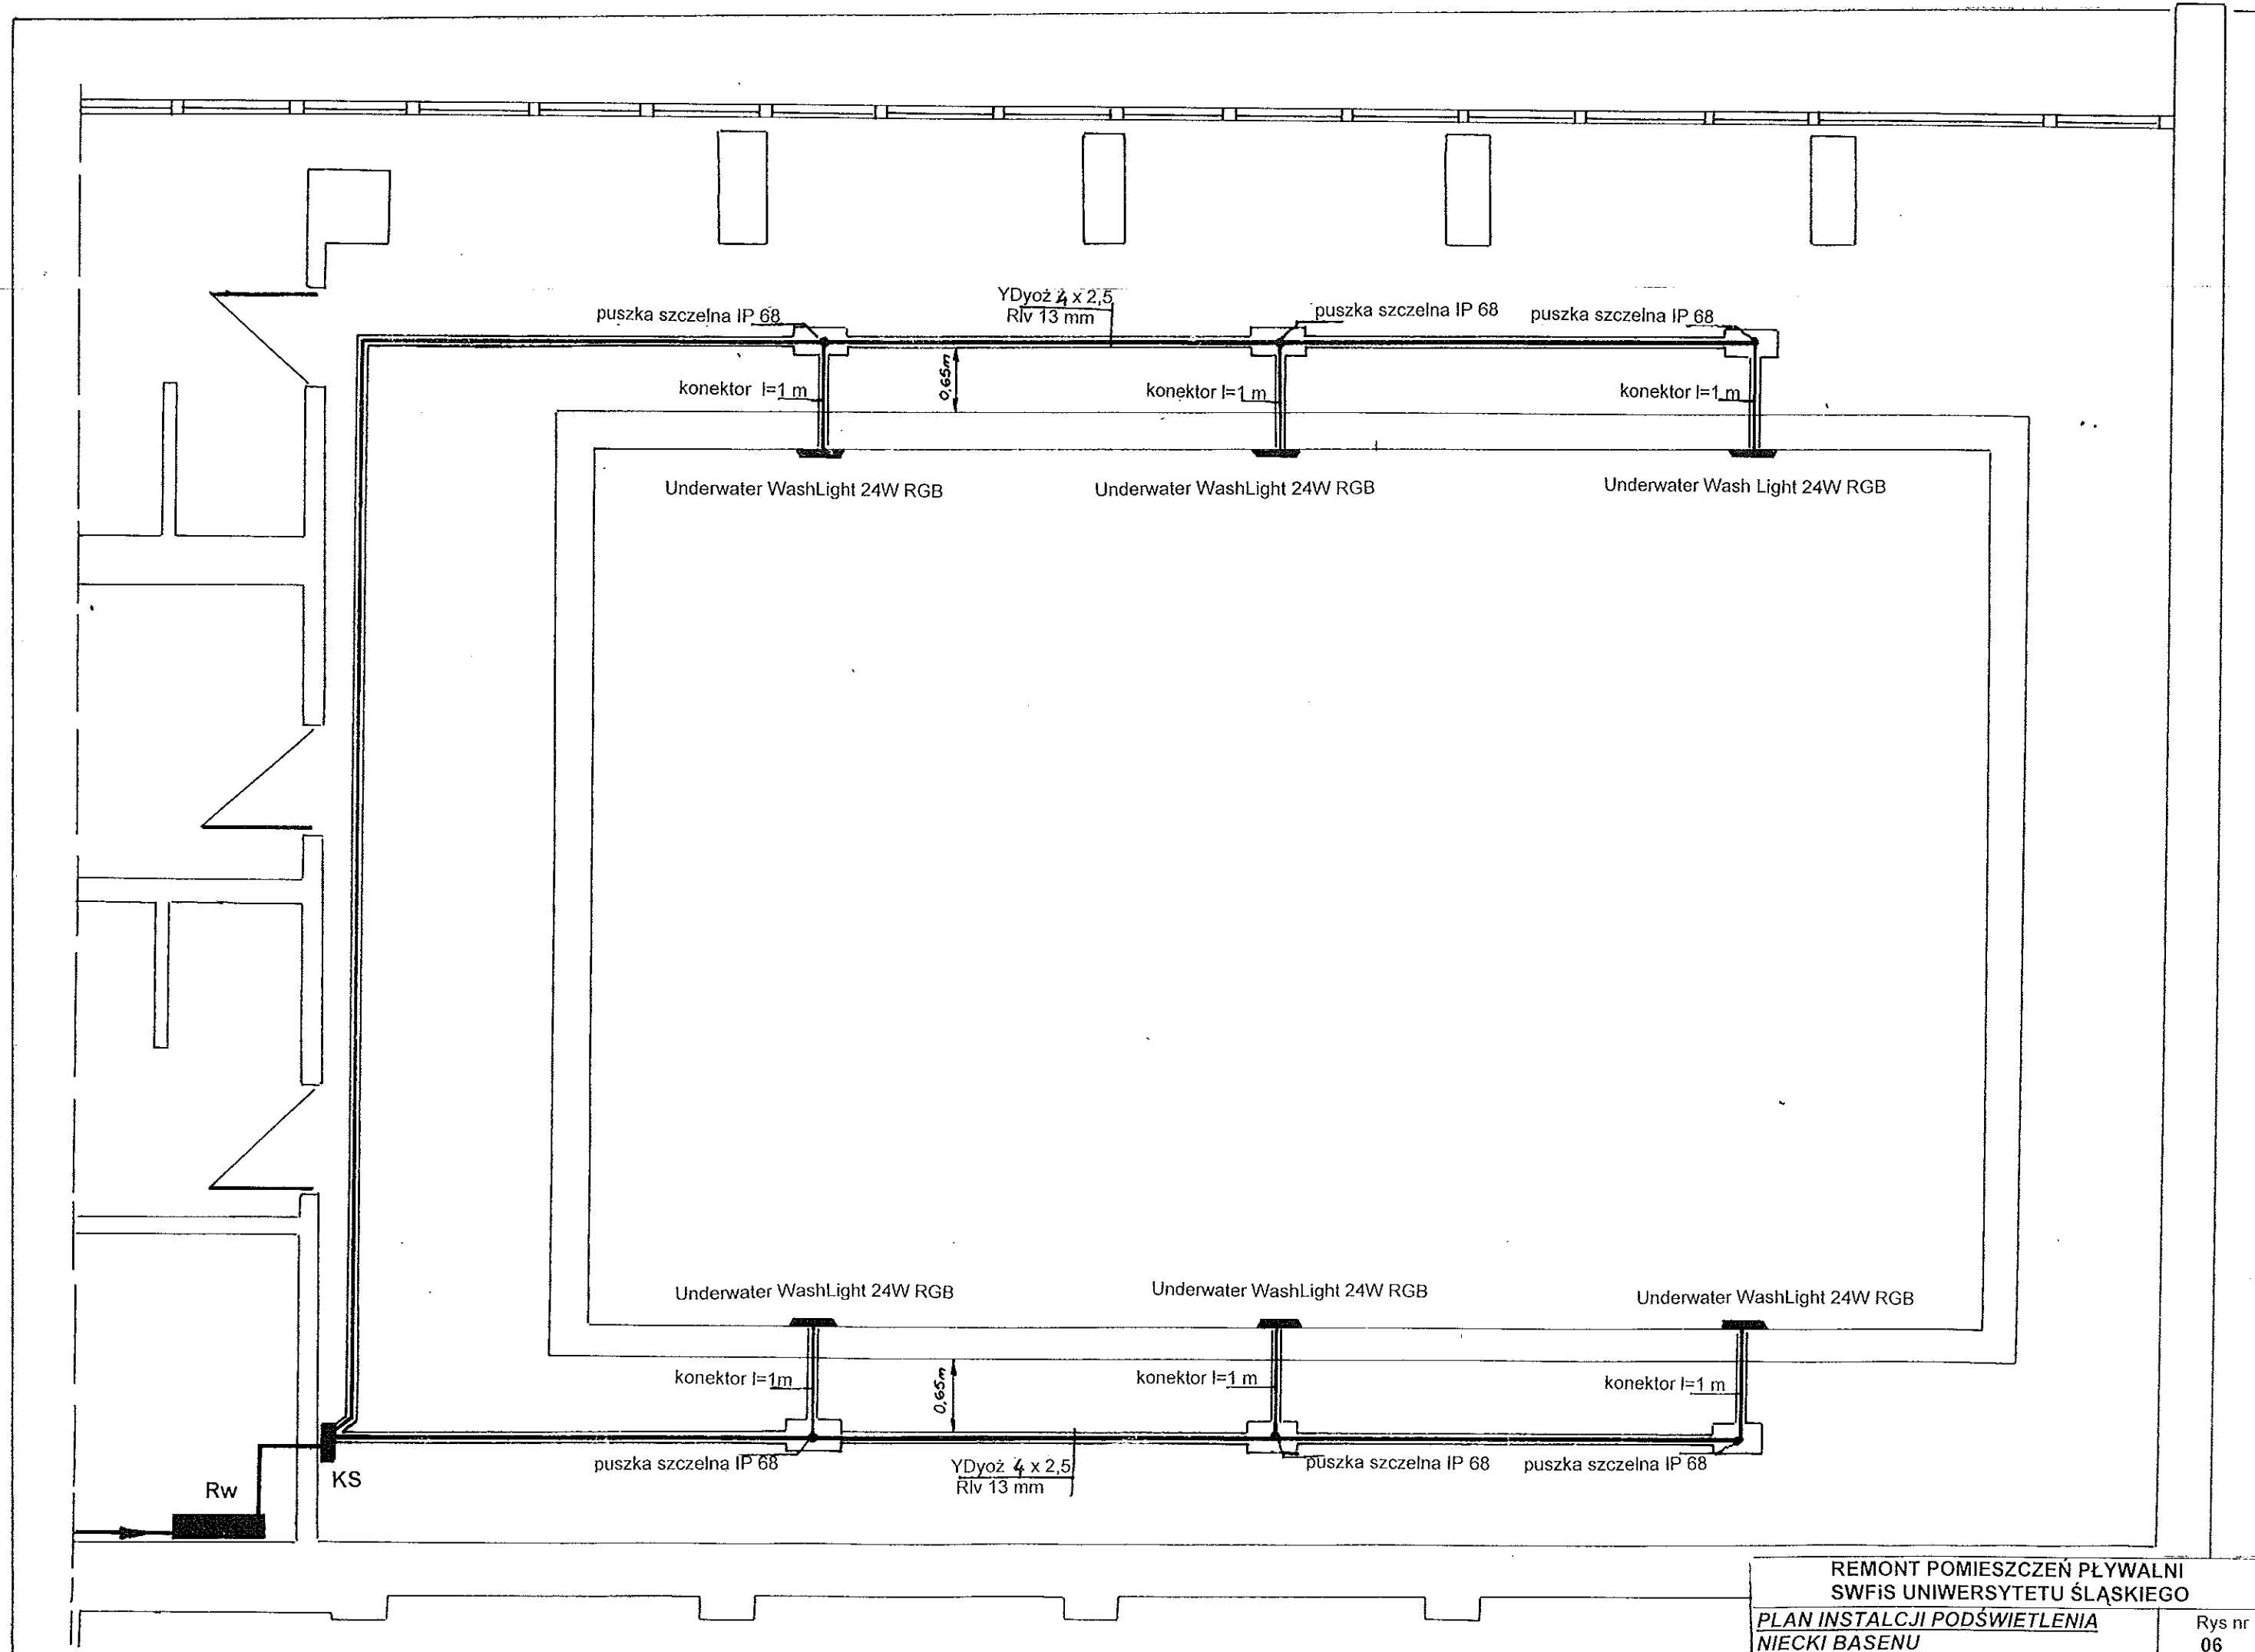 YDyoż 4 x 2,5
Rlv 13 mm
puszka szczelna IP 68
puszka szczelna IP 68
puszka szczelna IP 68
konektor l=1 m
0,65m
konektor l=1 m
konektor l=1 m
Underwater WashLight 24W RGB
Underwater WashLight 24W RGB
Underwater Wash Light 24W RGB
Underwater WashLight 24W RGB
Underwater WashLight 24W RGB
Underwater WashLight 24W RGB
konektor l=1m
0,65m
konektor l=1 m
konektor l=1 m
puszka szczelna IP 68
YDyoż 4 x 2,5
Rlv 13 mm
puszka szczelna IP 68
puszka szczelna IP 68
KS
Rw
REMONT POMIESZCZEŃ PŁYWALNI
SWFiS UNIWERSYTETU ŚLĄSKIEGO
PLAN INSTALCJI PODŚWIETLENIA
NIECKI BASENU
Rys nr
06